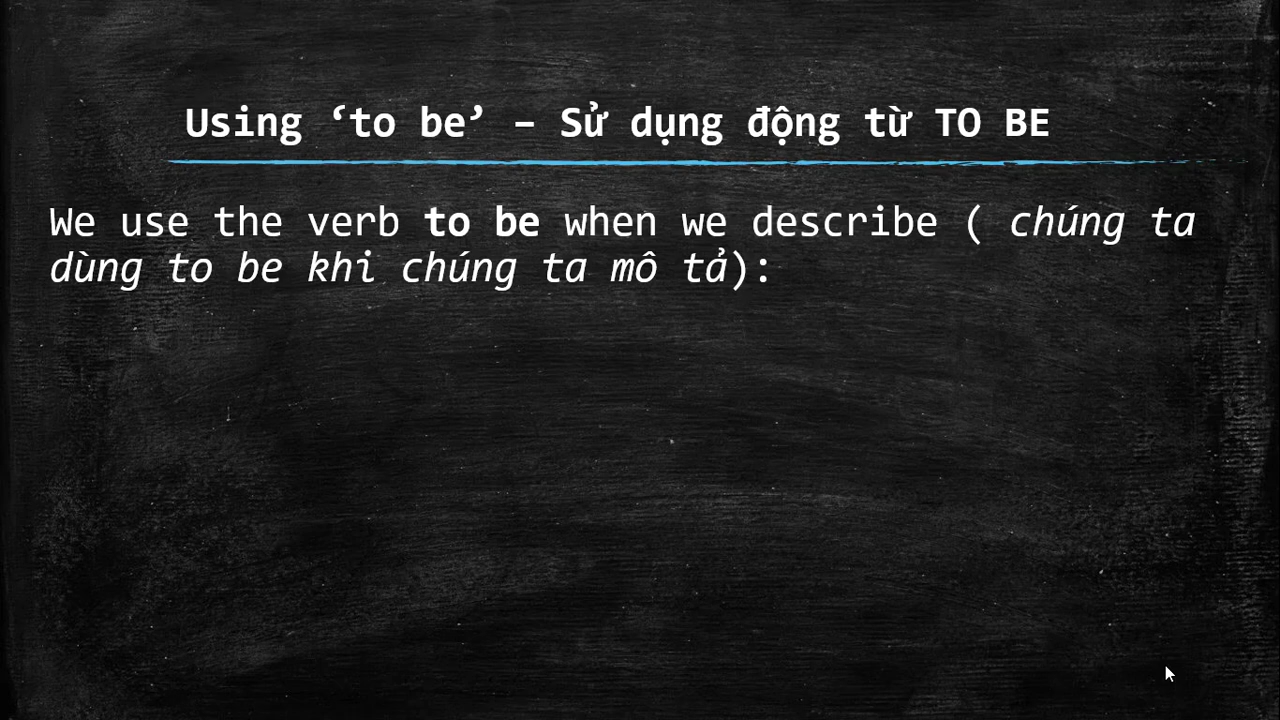 Using ‘to be’ – Sử dụng động từ TO BE
We use the verb to be when we describe ( chúng ta
dùng to be khi chúng ta mô tả):